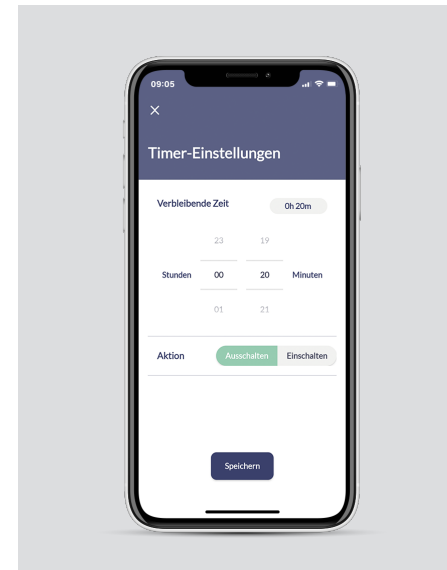 09:05
Timer-Einstellungen
Verbleibende Zeit 0h 20m
23 19
Stunden 00 20 Minuten
01 21
Aktion Ausschalten Einschalten
Speichern